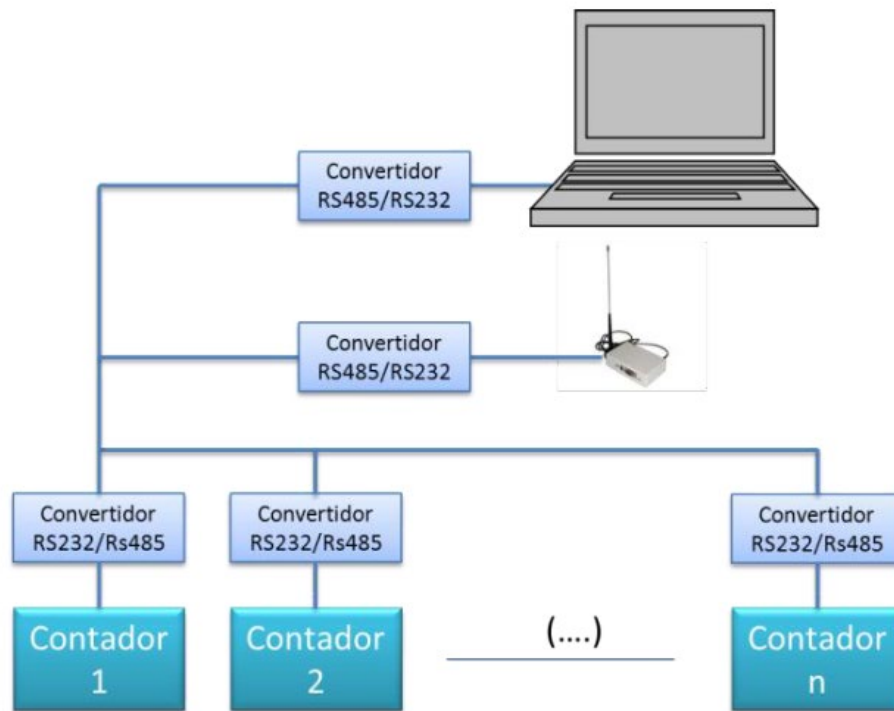 Convertidor
RS485/RS232
Convertidor
RS485/RS232
Convertidor
RS232/Rs485
Convertidor
RS232/Rs485
Convertidor
RS232/Rs485
Contador
1
Contador
2
(....)
Contador
n